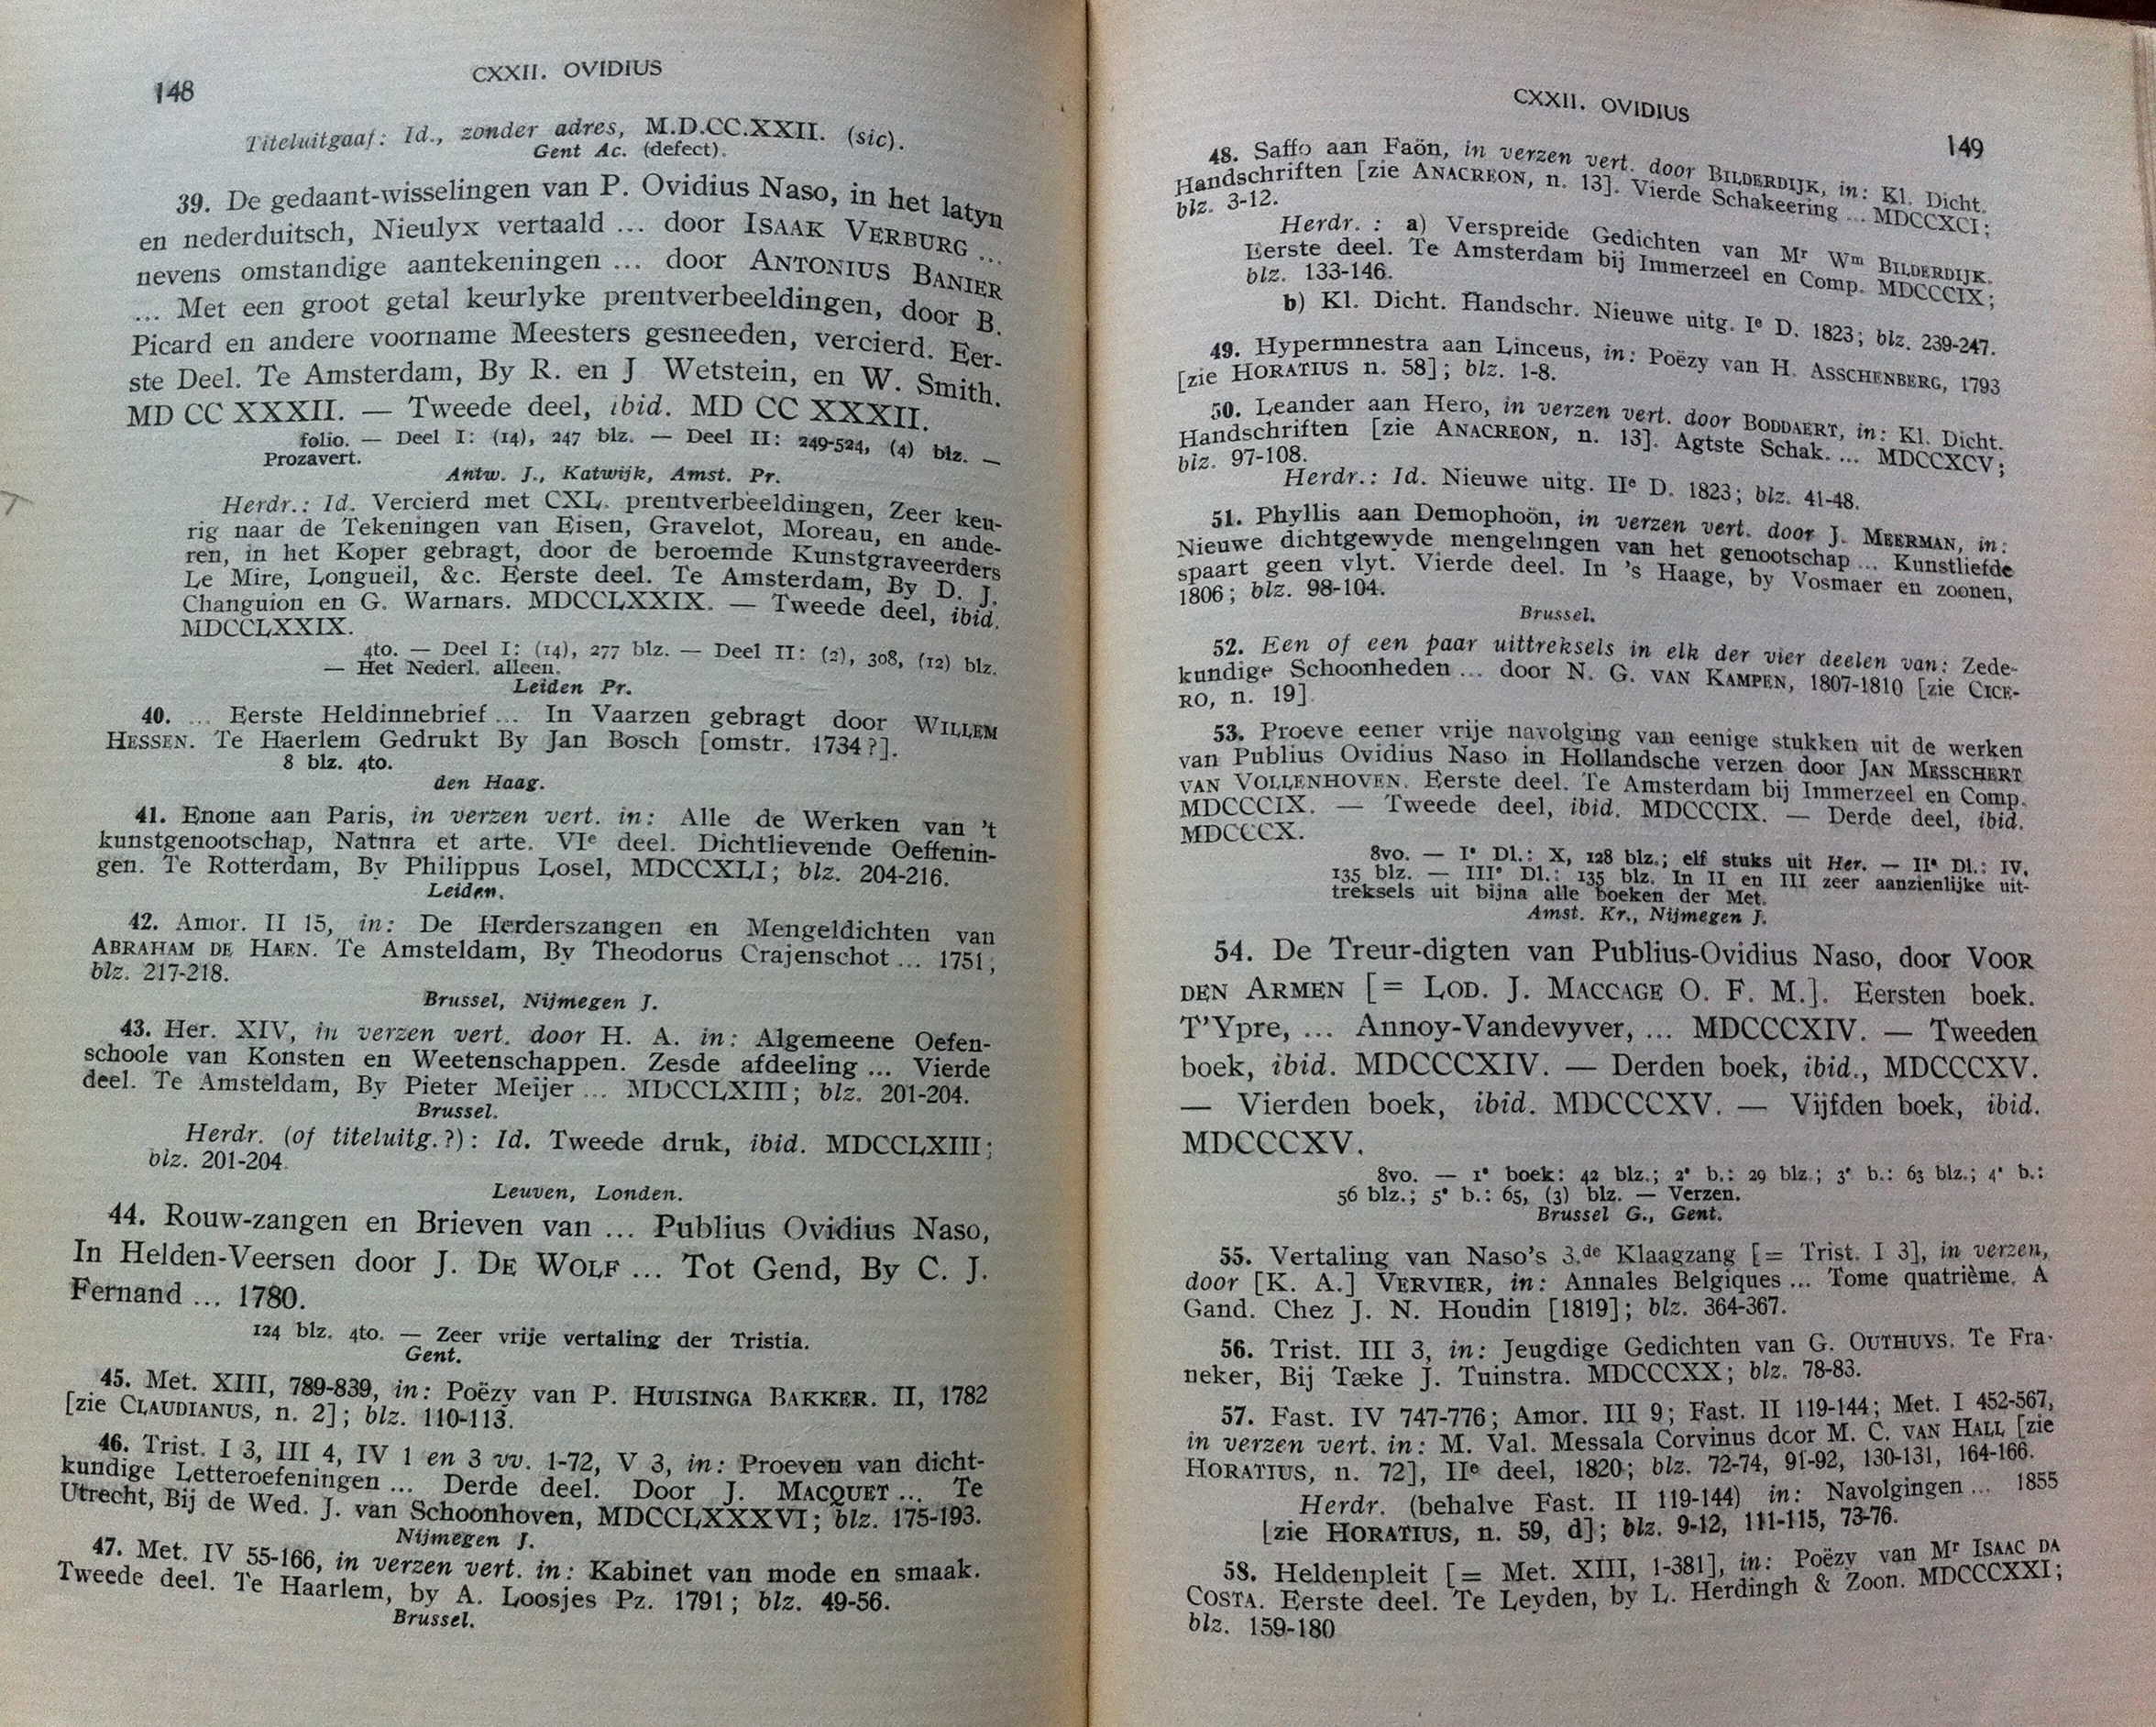 148
CXXII. OVIDIUS
Titeluitgaaf: Id., zonder adres, M.D.CC.XXII. (sic).
Gent Ac. (defect).
39. De gedaant-wisselingen van P. Ovidius Naso, in het latyn
en nederduitsch, Nieulyx vertaald ... door ISAAK VERBURG ...
nevens omstandige aantekeningen ... door ANTONIUS BANIER
... Met een groot getal keurlyke prentverbeeldingen, door B.
Picard en andere voorname Meesters gesneeden, vercierd. Eer-
ste Deel. Te Amsterdam, By R. en J Wetstein, en W. Smith.
MD CC XXXII. — Tweede deel, ibid. MD CC XXXII.
folio. — Deel I: (14), 247 blz. — Deel II: 249-524, (4) blz. —
Prozavert.
Antw. J., Katwijk, Amst. Pr.
Herdr.: Id. Vercierd met CXL. prentverbeeldingen, Zeer keu-
rig naar de Tekeningen van Eisen, Gravelot, Moreau, en ande-
ren, in het Koper gebragt, door de beroemde Kunstgraveerders
Le Mire, Longueil, &c. Eerste deel. Te Amsterdam, By D. J.
Changuion en G. Warnars. MDCCLXXIX. — Tweede deel, ibid.
MDCCLXXIX.
4to. — Deel I: (14), 277 blz. — Deel II: (2), 308, (12) blz.
— Het Nederl. alleen.
Leiden Pr.
40. ... Eerste Heldinnebrief ... In Vaarzen gebragt door WILLEM
HESSEN. Te Haerlem Gedrukt By Jan Bosch [omstr. 1734?].
8 blz. 4to.
den Haag.
41. Enone aan Paris, in verzen vert. in: Alle de Werken van 't
kunstgenootschap, Natura et arte. VIe deel. Dichtlievende Oeffenin-
gen. Te Rotterdam, By Philippus Losel, MDCCXLI; blz. 204-216.
Leiden.
42. Amor. II 15, in: De Herderszangen en Mengeldichten van
ABRAHAM DE HAEN. Te Amsteldam, By Theodorus Crajenschot ... 1751;
blz. 217-218.
Brussel, Nijmegen J.
43. Her. XIV, in verzen vert. door H. A. in: Algemeene Oefen-
schoole van Konsten en Weetenschappen. Zesde afdeeling ... Vierde
deel. Te Amsteldam, By Pieter Meijer ... MDCCLXIII; blz. 201-204.
Brussel.
Herdr. (of titeluitg.?): Id. Tweede druk, ibid. MDCCLXIII;
blz. 201-204.
Leuven, Londen.
44. Rouw-zangen en Brieven van ... Publius Ovidius Naso,
In Helden-Veersen door J. DE WOLF ... Tot Gend, By C. J.
Fernand ... 1780.
124 blz. 4to. — Zeer vrije vertaling der Tristia.
Gent.
45. Met. XIII, 789-839, in: Poëzy van P. HUISINGA BAKKER. II, 1782
[zie CLAUDIANUS, n. 2]; blz. 110-113.
46. Trist. I 3, III 4, IV 1 en 3 vv. 1-72, V 3, in: Proeven van dicht-
kundige Letteroefeningen ... Derde deel. Door J. MACQUET ... Te
Utrecht, Bij de Wed. J. van Schoonhoven, MDCCLXXXVI; blz. 175-193.
Nijmegen J.
47. Met. IV 55-166, in verzen vert. in: Kabinet van mode en smaak.
Tweede deel. Te Haarlem, by A. Loosjes Pz. 1791; blz. 49-56.
Brussel.
CXXII. OVIDIUS
149
48. Saffo aan Faön, in verzen vert. door BILDERDIJK, in: Kl. Dicht.
Handschriften [zie ANACREON, n. 13]. Vierde Schakeering ... MDCCXCI;
blz. 3-12.
Herdr.: a) Verspreide Gedichten van Mr Wm BILDERDIJK.
Eerste deel. Te Amsterdam bij Immerzeel en Comp. MDCCCIX;
blz. 133-146.
b) Kl. Dicht. Handschr. Nieuwe uitg. Ie D. 1823; blz. 239-247.
49. Hypermnestra aan Linceus, in: Poëzy van H. ASSCHENBERG, 1793
[zie HORATIUS n. 58]; blz. 1-8.
50. Leander aan Hero, in verzen vert. door BODDAERT, in: Kl. Dicht.
Handschriften [zie ANACREON, n. 13]. Agtste Schak. ... MDCCXCV;
blz. 97-108.
Herdr.: Id. Nieuwe uitg. IIe D. 1823; blz. 41-48.
51. Phyllis aan Demophoön, in verzen vert. door J. MEERMAN, in:
Nieuwe dichtgewyde mengelingen van het genootschap ... Kunstliefde
spaart geen vlyt. Vierde deel. In 's Haage, by Vosmaer en zoonen,
1806; blz. 98-104.
Brussel.
52. Een of een paar uittreksels in elk der vier deelen van: Zede-
kundige Schoonheden ... door N. G. VAN KAMPEN, 1807-1810 [zie CICE-
RO, n. 19].
53. Proeve eener vrije navolging van eenige stukken uit de werken
van Publius Ovidius Naso in Hollandsche verzen door JAN MESSCHERT
VAN VOLLENHOVEN. Eerste deel. Te Amsterdam bij Immerzeel en Comp.
MDCCCIX. — Tweede deel, ibid. MDCCCIX. — Derde deel, ibid.
MDCCCX.
8vo. — Ie Dl.: X, 128 blz.; elf stuks uit Her. — IIe Dl.: IV,
135 blz. — IIIe Dl.: 135 blz. In II en III zeer aanzienlijke uit-
treksels uit bijna alle boeken der Met.
Amst. Kr., Nijmegen J.
54. De Treur-digten van Publius-Ovidius Naso, door VOOR
DEN ARMEN [= LOD. J. MACCAGE O. F. M.]. Eersten boek.
T'Ypre, ... Annoy-Vandevyver, ... MDCCCXIV. — Tweeden
boek, ibid. MDCCCXIV. — Derden boek, ibid., MDCCCXV.
— Vierden boek, ibid. MDCCCXV. — Vijfden boek, ibid.
MDCCCXV.
8vo. — 1e boek: 42 blz.; 2e b.: 29 blz.; 3e b.: 63 blz.; 4e b.:
56 blz.; 5e b.: 65, (3) blz. — Verzen.
Brussel G., Gent.
55. Vertaling van Naso's 3.de Klaagzang [= Trist. I 3], in verzen,
door [K. A.] VERVIER, in: Annales Belgiques ... Tome quatrième. A
Gand. Chez J. N. Houdin [1819]; blz. 364-367.
56. Trist. III 3, in: Jeugdige Gedichten van G. OUTHUYS. Te Fra-
neker, Bij Tæke J. Tuinstra. MDCCCXX; blz. 78-83.
57. Fast. IV 747-776; Amor. III 9; Fast. II 119-144; Met. I 452-567,
in verzen vert. in: M. Val. Messala Corvinus door M. C. VAN HALL [zie
HORATIUS, n. 72], IIe deel, 1820; blz. 72-74, 91-92, 130-131, 164-166.
Herdr. (behalve Fast. II 119-144) in: Navolgingen ... 1855
[zie HORATIUS, n. 59, d]; blz. 9-12, 111-115, 73-76.
58. Heldenpleit [= Met. XIII, 1-381], in: Poëzy van Mr ISAAC DA
COSTA. Eerste deel. Te Leyden, by L. Herdingh & Zoon. MDCCCXXI;
blz. 159-180